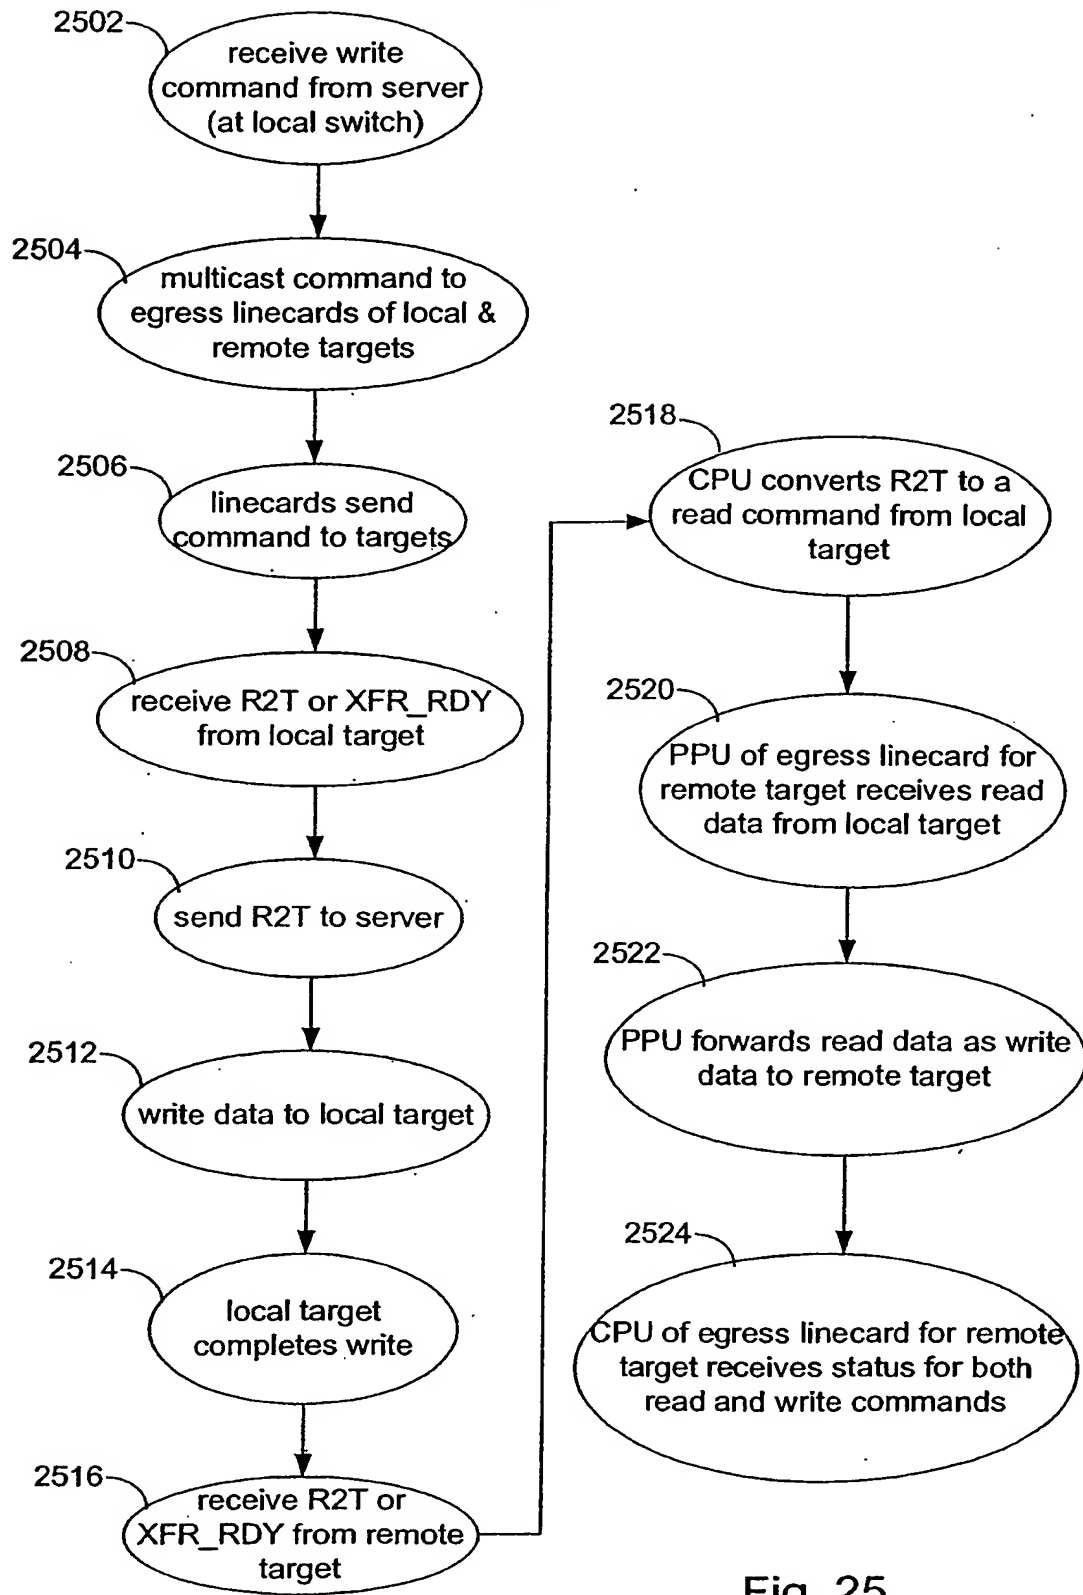 2502
receive write
command from server
(at local switch)
2504
multicast command to
egress linecards of local &
remote targets
2506
linecards send
command to targets
2508
receive R2T or XFR_RDY
from local target
2510
send R2T to server
2512
write data to local target
2514
local target
completes write
2516
receive R2T or
XFR_RDY from remote
target
2518
CPU converts R2T to a
read command from local
target
2520
PPU of egress linecard for
remote target receives read
data from local target
2522
PPU forwards read data as write
data to remote target
2524
CPU of egress linecard for remote
target receives status for both
read and write commands
Fig. 25